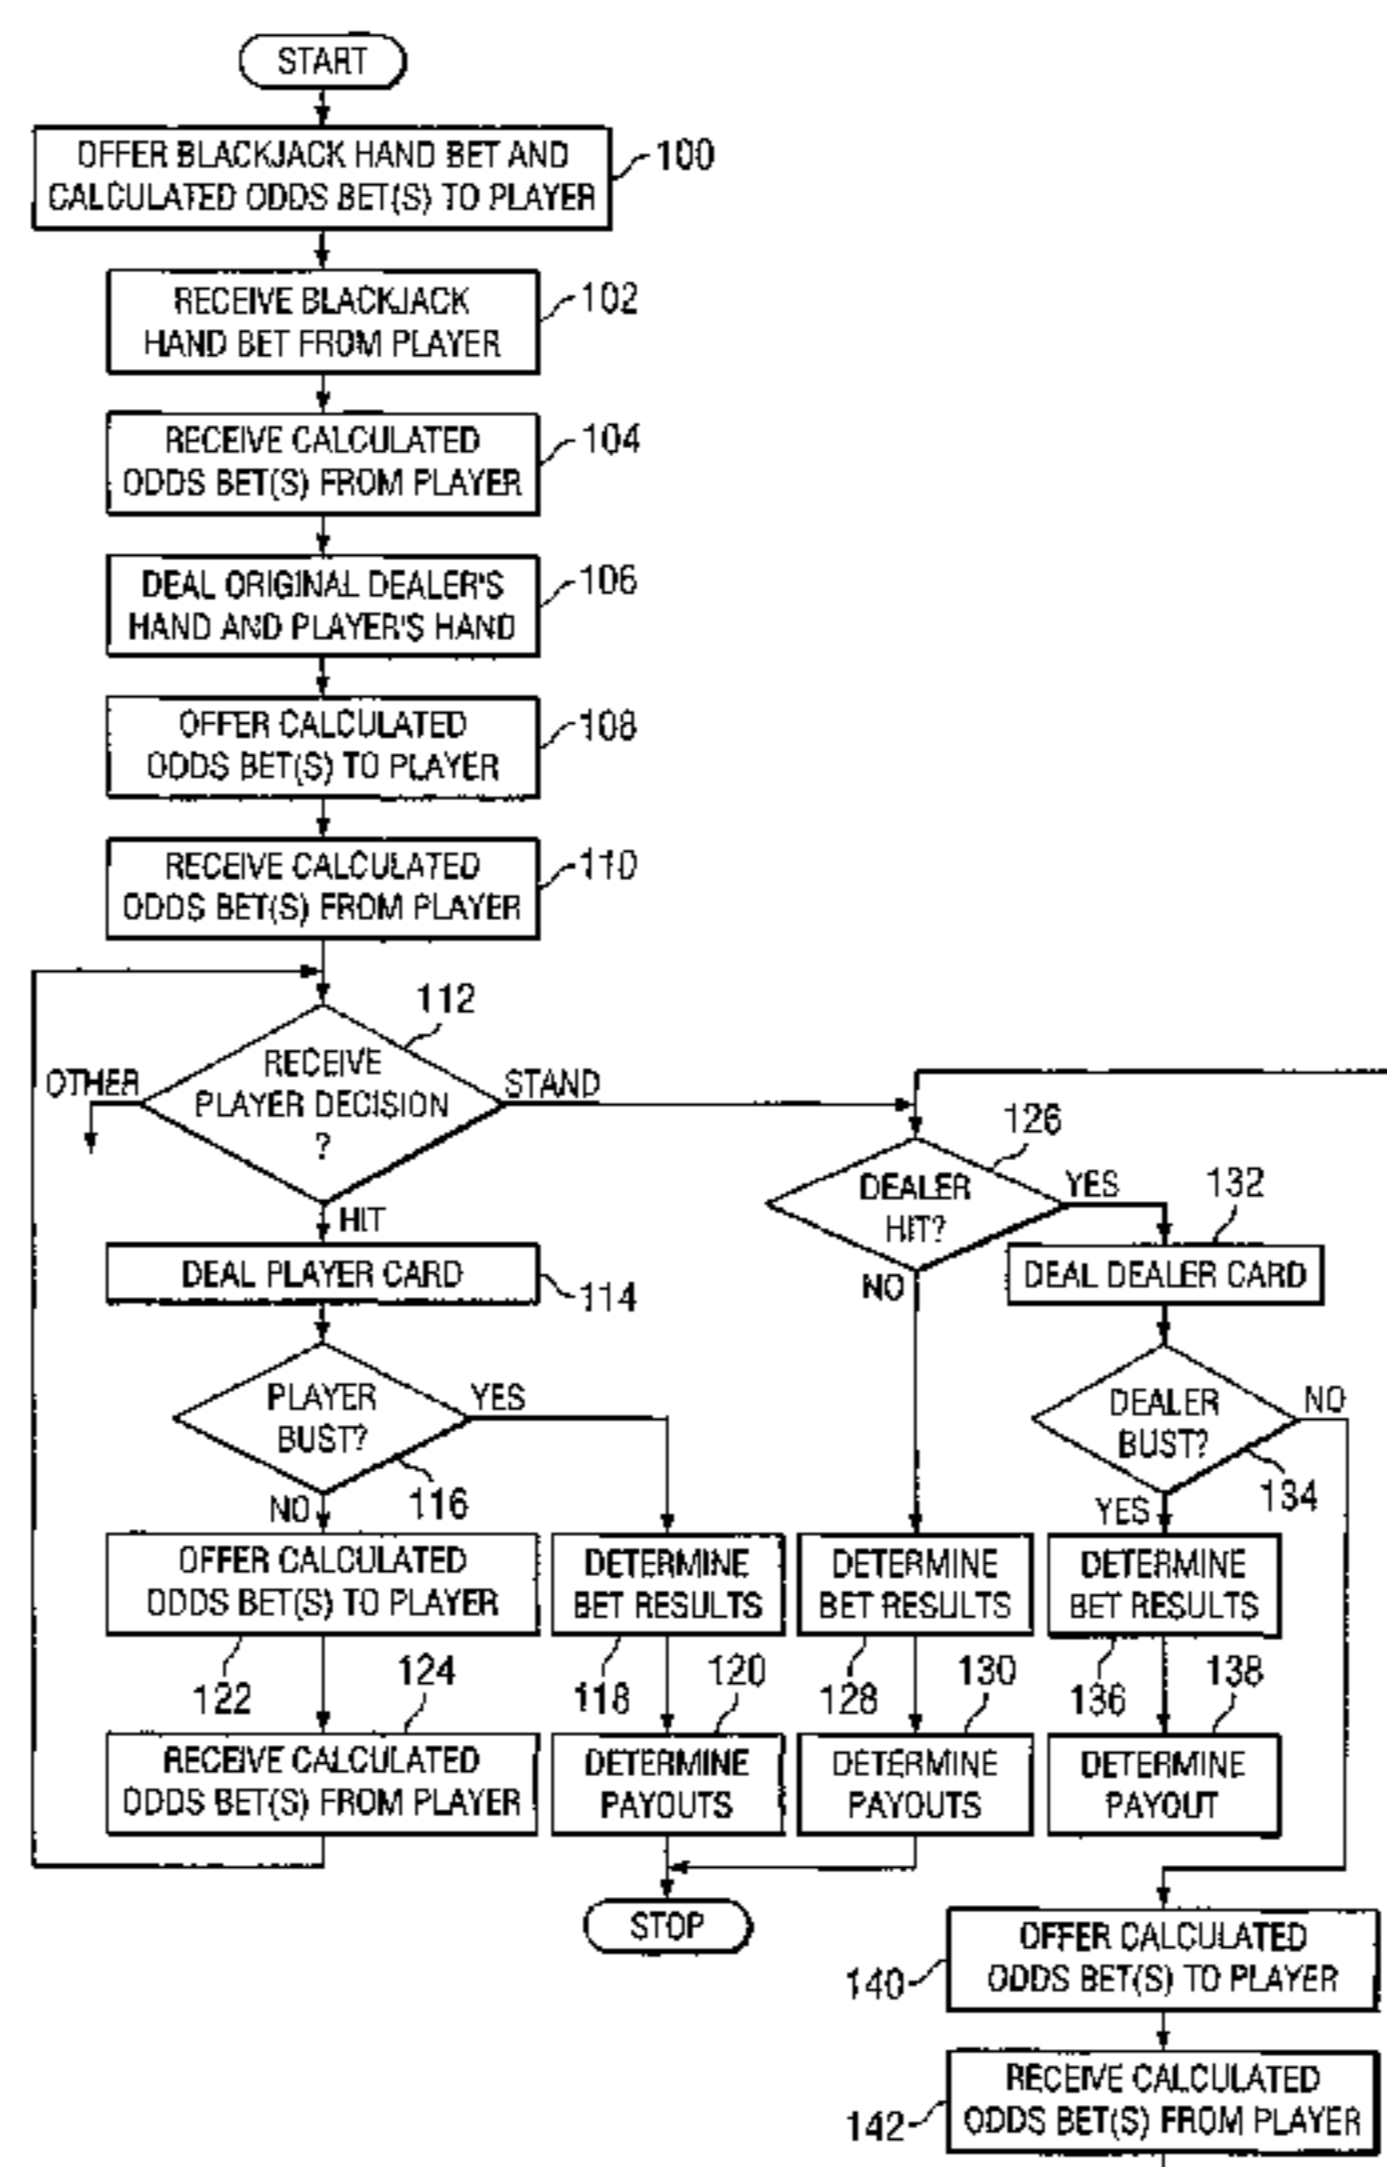 START
OFFER BLACKJACK HAND BET AND
CALCULATED ODDS BET(S) TO PLAYER
100
RECEIVE BLACKJACK
HAND BET FROM PLAYER
102
RECEIVE CALCULATED
ODDS BET(S) FROM PLAYER
104
DEAL ORIGINAL DEALER'S
HAND AND PLAYER'S HAND
106
OFFER CALCULATED
ODDS BET(S) TO PLAYER
108
RECEIVE CALCULATED
ODDS BET(S) FROM PLAYER
110
112
RECEIVE
PLAYER DECISION
?
OTHER
STAND
HIT
DEAL PLAYER CARD
114
PLAYER
BUST?
YES
116
NO
OFFER CALCULATED
ODDS BET(S) TO PLAYER
122
124
RECEIVE CALCULATED
ODDS BET(S) FROM PLAYER
DETERMINE
BET RESULTS
118
120
DETERMINE
PAYOUTS
STOP
126
DEALER
HIT?
YES
NO
DETERMINE
BET RESULTS
128
130
DETERMINE
PAYOUTS
132
DEAL DEALER CARD
DEALER
BUST?
NO
134
YES
DETERMINE
BET RESULTS
136
138
DETERMINE
PAYOUT
OFFER CALCULATED
ODDS BET(S) TO PLAYER
140
RECEIVE CALCULATED
ODDS BET(S) FROM PLAYER
142